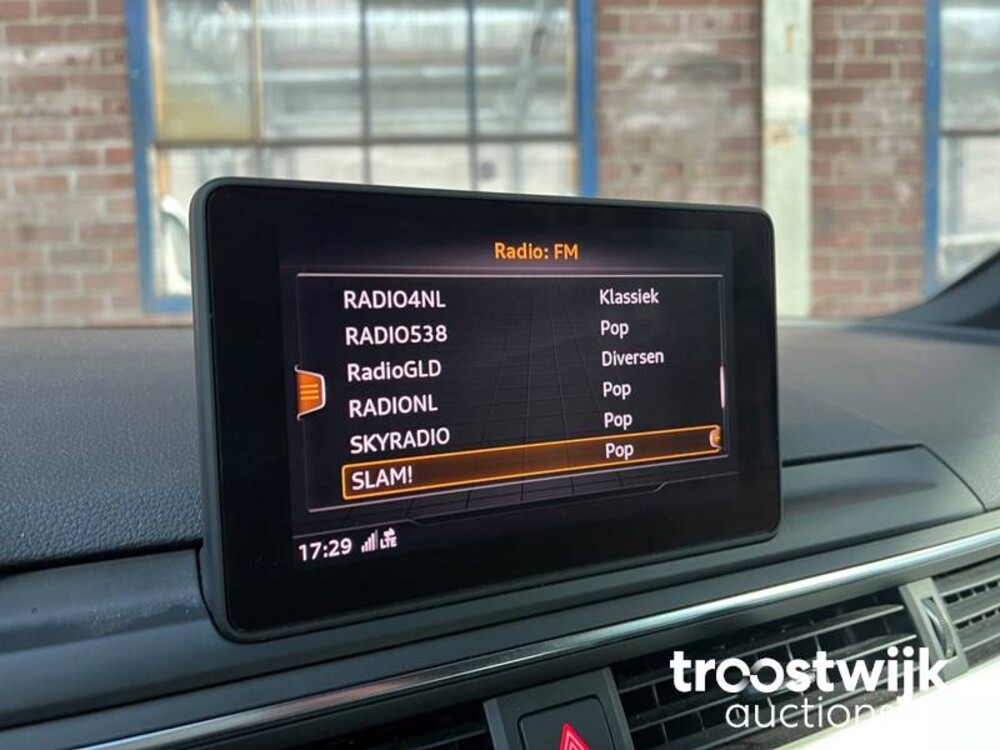 Radio: FM
RADIO4NL Klassiek
RADIO538 Pop
RadioGLD Diversen
RADIONL Pop
SKYRADIO Pop
SLAM! Pop
17:29 LTE
troostwijk
auctions